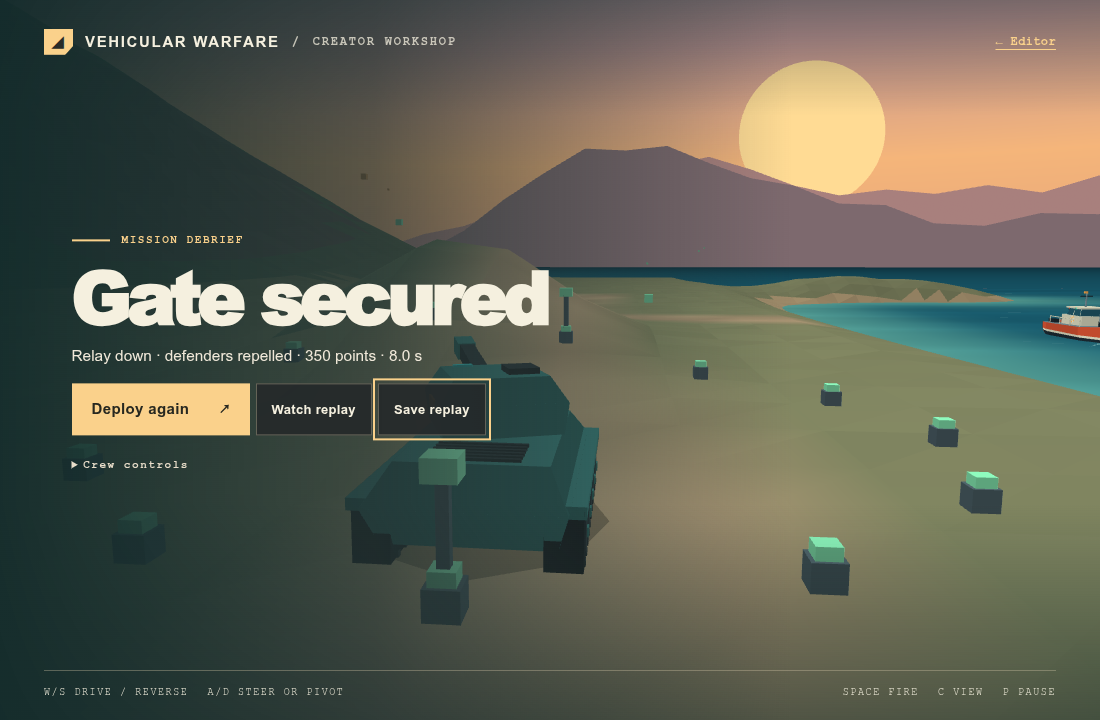 VEHICULAR WARFARE / CREATOR WORKSHOP
← Editor
MISSION DEBRIEF
Gate secured
Relay down · defenders repelled · 350 points · 8.0 s
Deploy again ↗
Watch replay
Save replay
▶ Crew controls
W/S DRIVE / REVERSE A/D STEER OR PIVOT
SPACE FIRE C VIEW P PAUSE